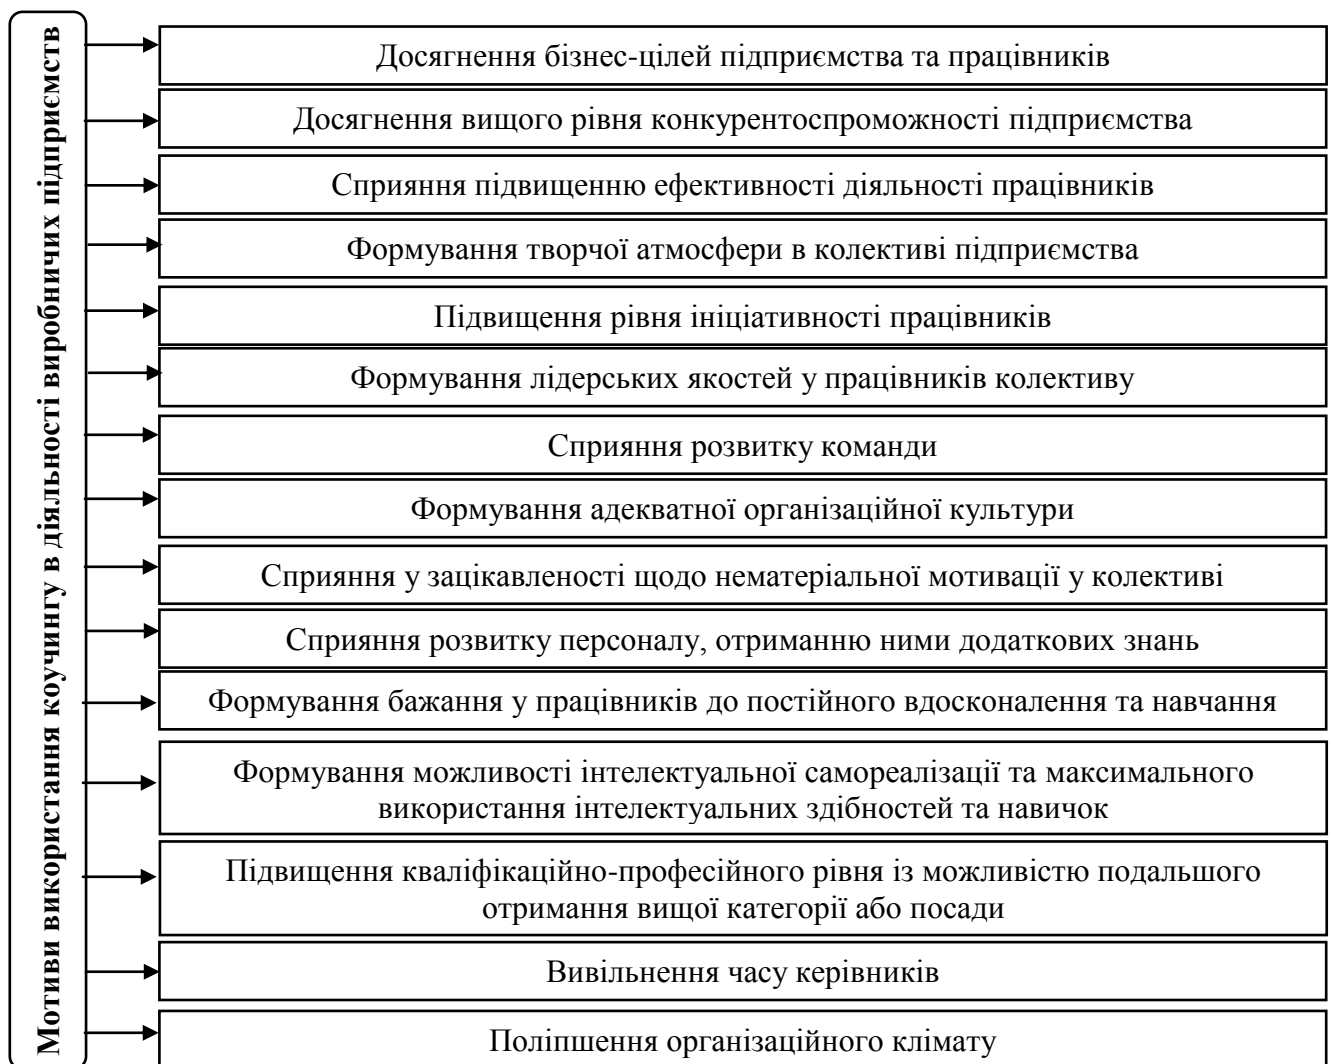 Мотиви використання коучингу в діяльності виробничих підприємств
Досягнення бізнес-цілей підприємства та працівників
Досягнення вищого рівня конкурентоспроможності підприємства
Сприяння підвищенню ефективності діяльності працівників
Формування творчої атмосфери в колективі підприємства
Підвищення рівня ініціативності працівників
Формування лідерських якостей у працівників колективу
Сприяння розвитку команди
Формування адекватної організаційної культури
Сприяння у зацікавленості щодо нематеріальної мотивації у колективі
Сприяння розвитку персоналу, отриманню ними додаткових знань
Формування бажання у працівників до постійного вдосконалення та навчання
Формування можливості інтелектуальної самореалізації та максимального
використання інтелектуальних здібностей та навичок
Підвищення кваліфікаційно-професійного рівня із можливістю подальшого
отримання вищої категорії або посади
Вивільнення часу керівників
Поліпшення організаційного клімату